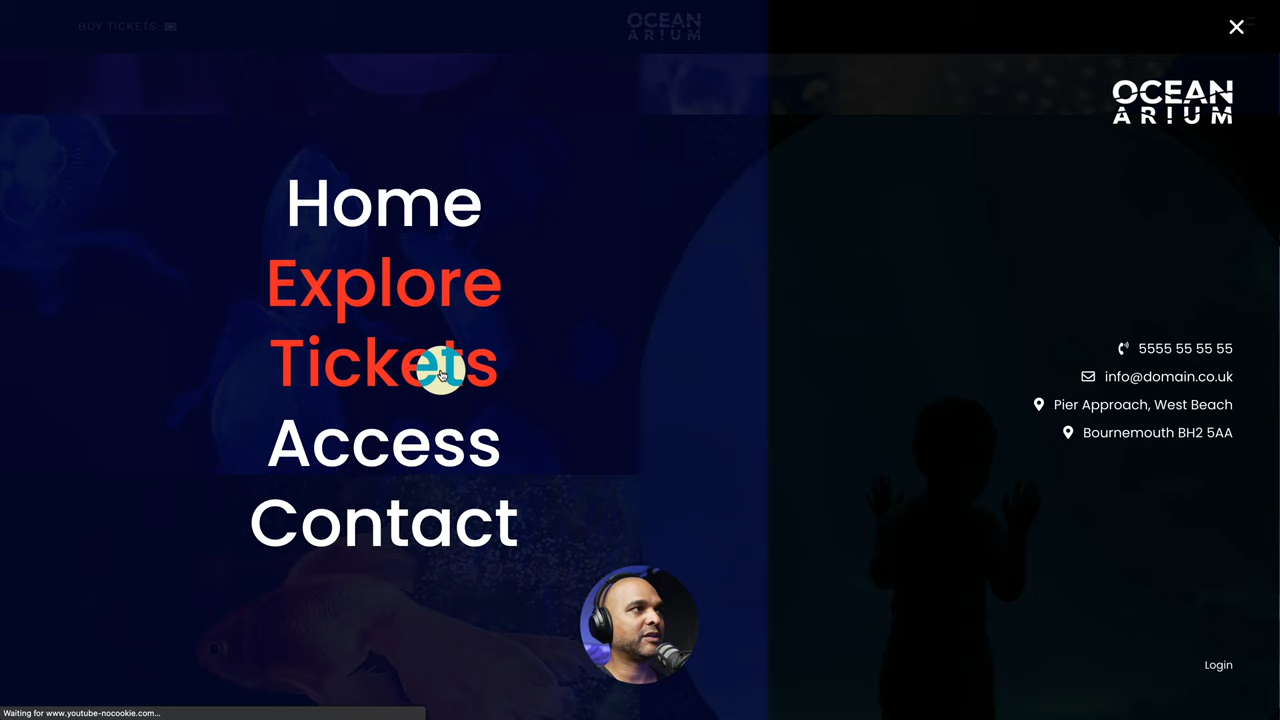 BUY TICKETS
OCEAN
ARIUM
OCEAN
ARIUM
Home
Explore
Tickets
Access
Contact
5555 55 55 55
info@domain.co.uk
Pier Approach, West Beach
Bournemouth BH2 5AA
Login
Waiting for www.youtube-nocookie.com...